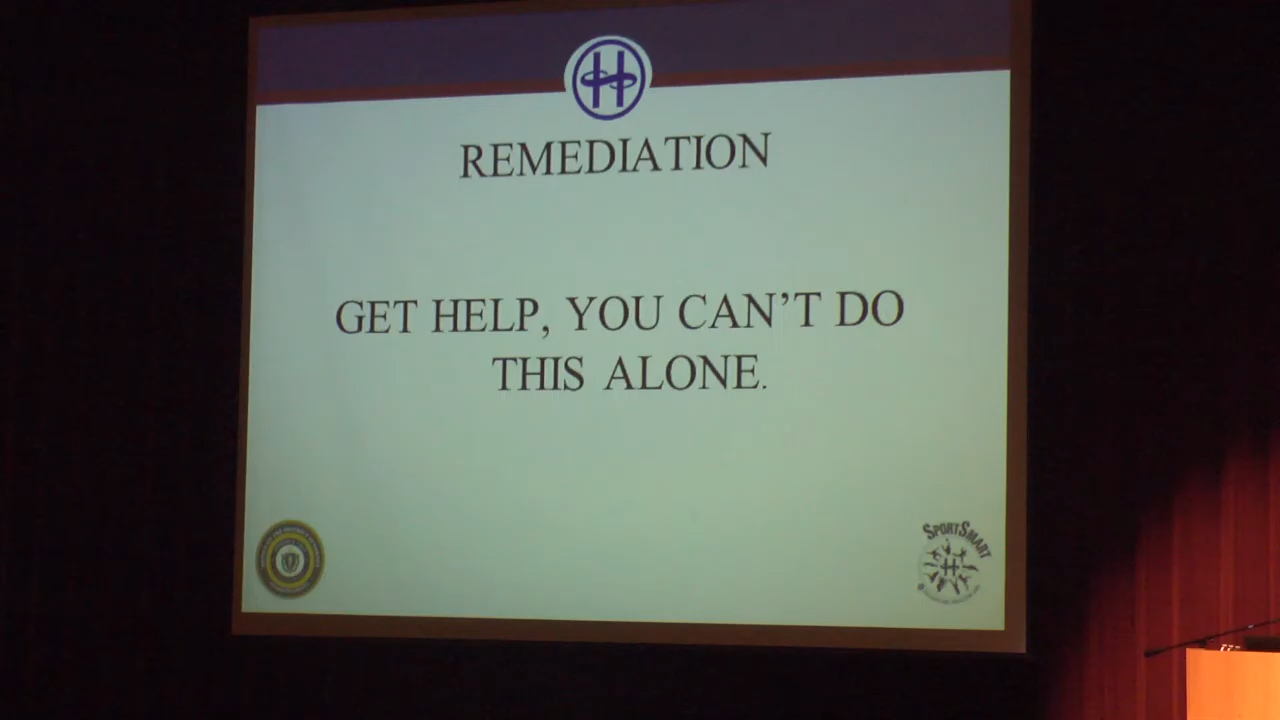 H
REMEDIATION
GET HELP, YOU CAN'T DO
THIS ALONE.
SPORTSMART
H